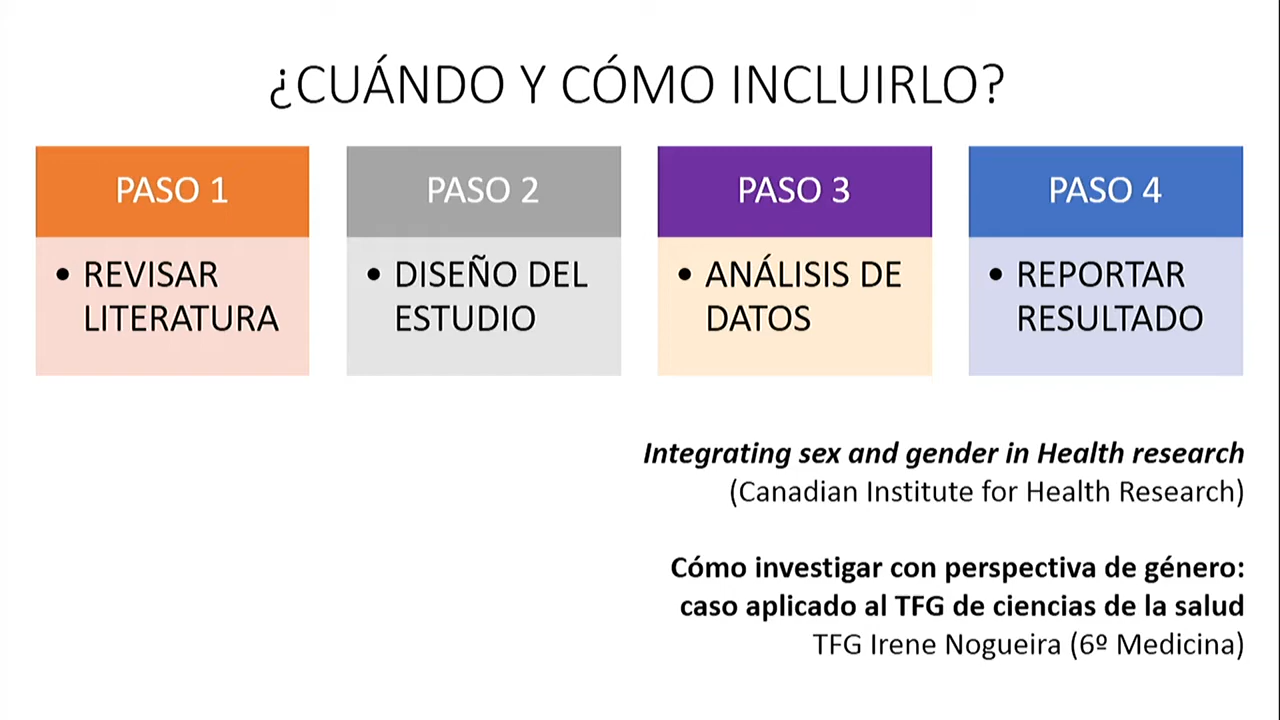 ¿CUÁNDO Y CÓMO INCLUIRLO?
PASO 1
• REVISAR
LITERATURA
PASO 2
• DISEÑO DEL
ESTUDIO
PASO 3
• ANÁLISIS DE
DATOS
PASO 4
• REPORTAR
RESULTADO
Integrating sex and gender in Health research
(Canadian Institute for Health Research)
Cómo investigar con perspectiva de género:
caso aplicado al TFG de ciencias de la salud
TFG Irene Nogueira (6º Medicina)